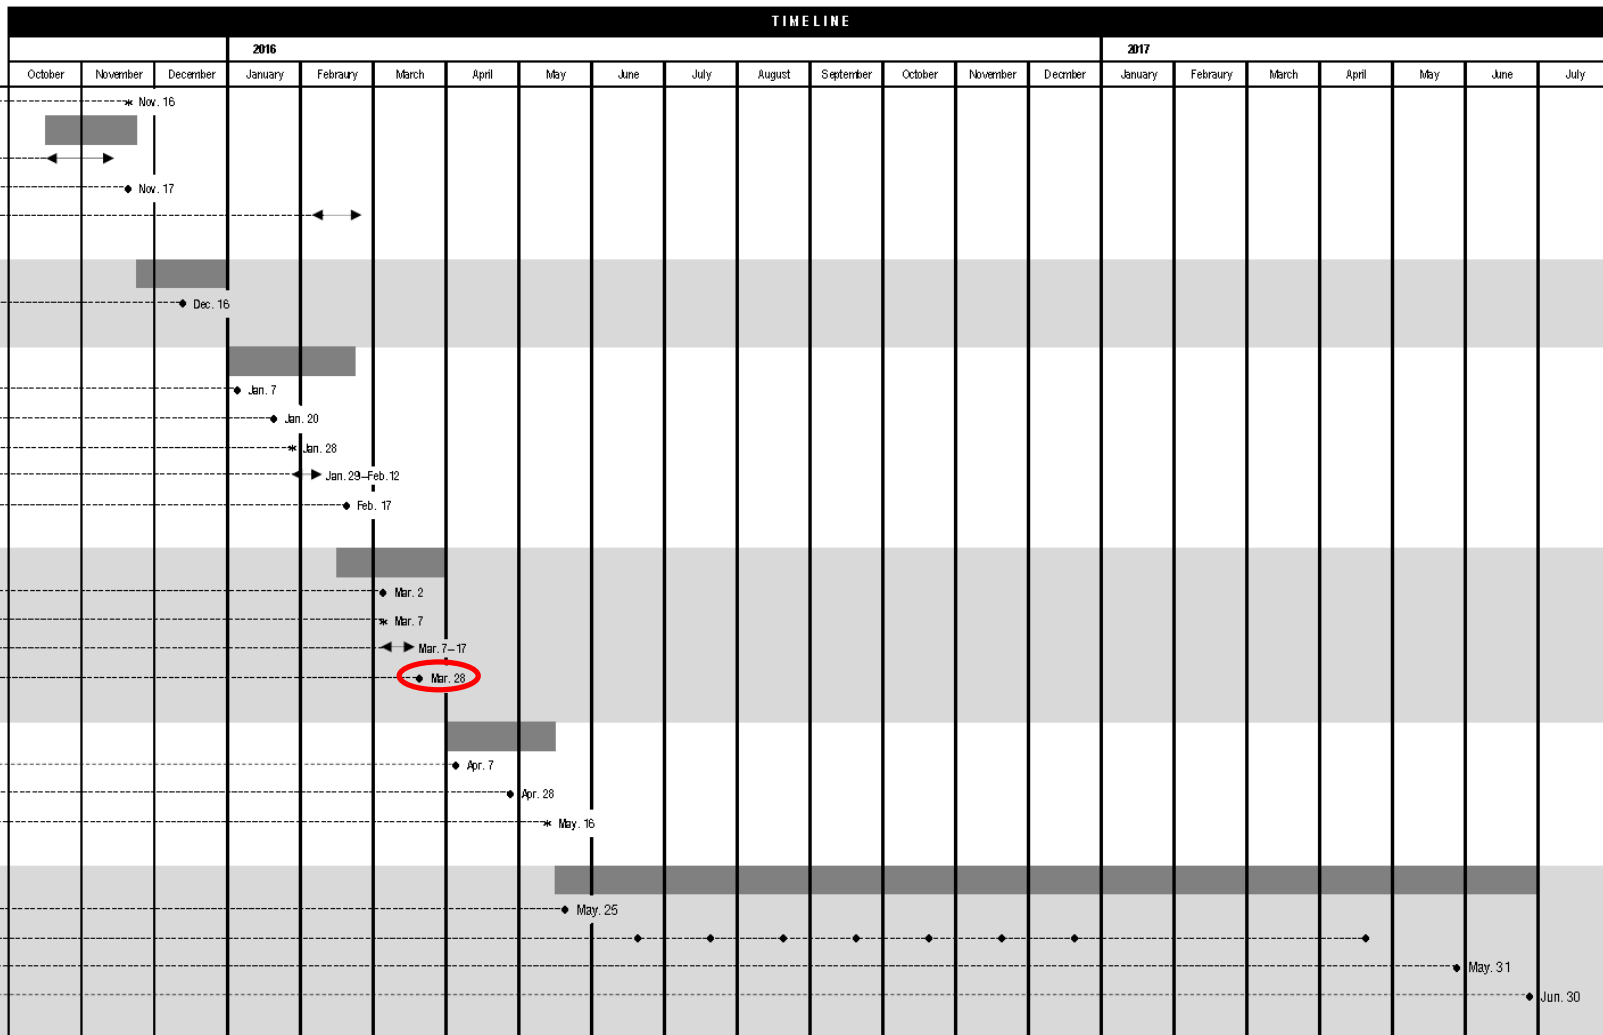 TIMELINE
2016 2017
October November December January Febraury March April May June July August September October November Decmber January Febraury March April May June July
* Nov. 16
Nov. 17
Dec. 16
Jan. 7
Jan. 20
* Jan. 28
Jan. 29–Feb. 12
Feb. 17
Mar. 2
* Mar. 7
Mar. 7–17
Mar. 28
Apr. 7
Apr. 28
* May. 16
May. 25
May. 31
Jun. 30